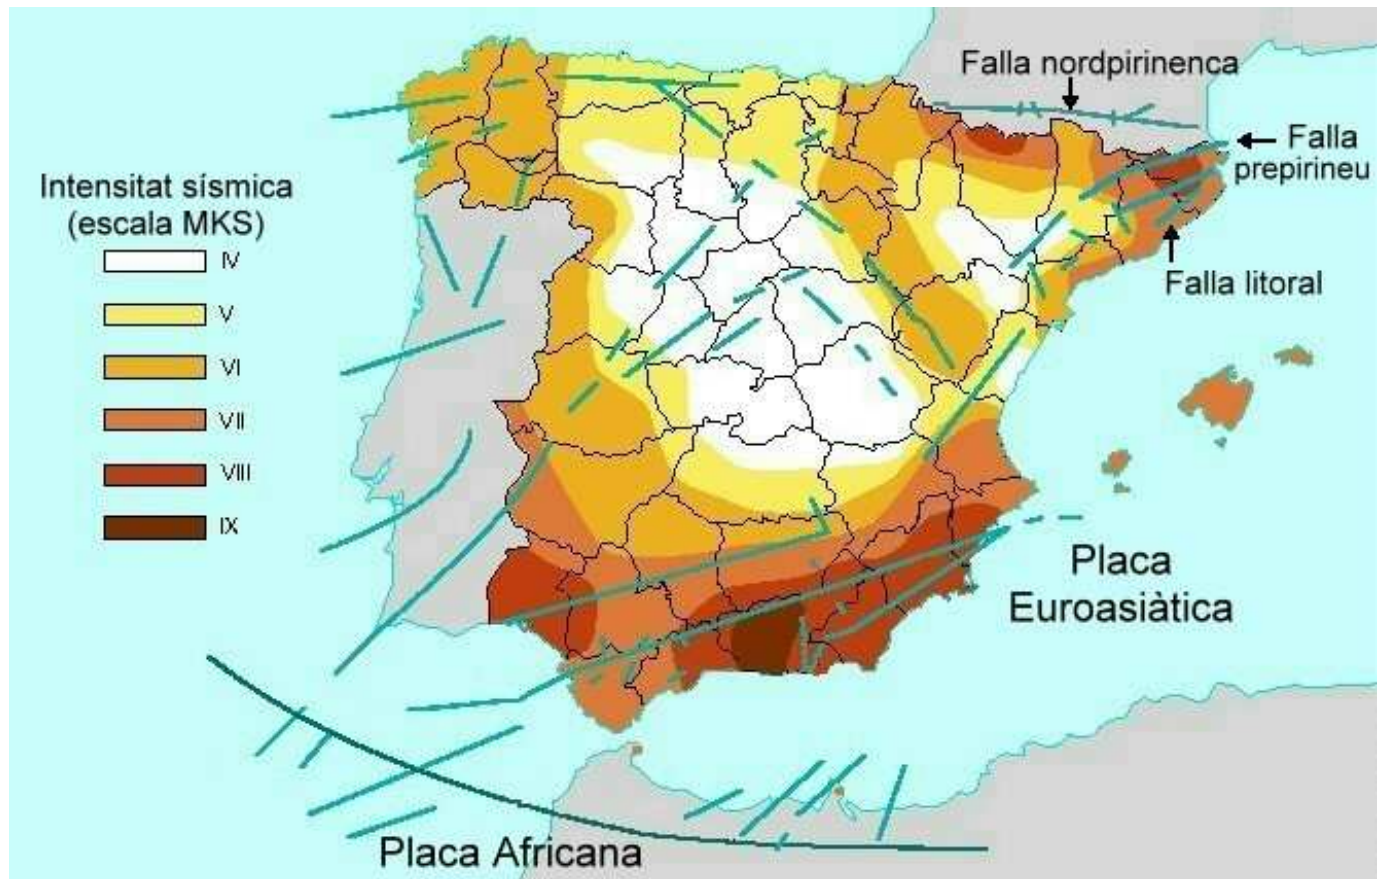 Falla nordpirinenca
Falla
prepirineu
Intensitat sísmica
(escala MKS)
IV
V
VI
VII
VIII
IX
Falla litoral
Placa
Euroasiàtica
Placa Africana